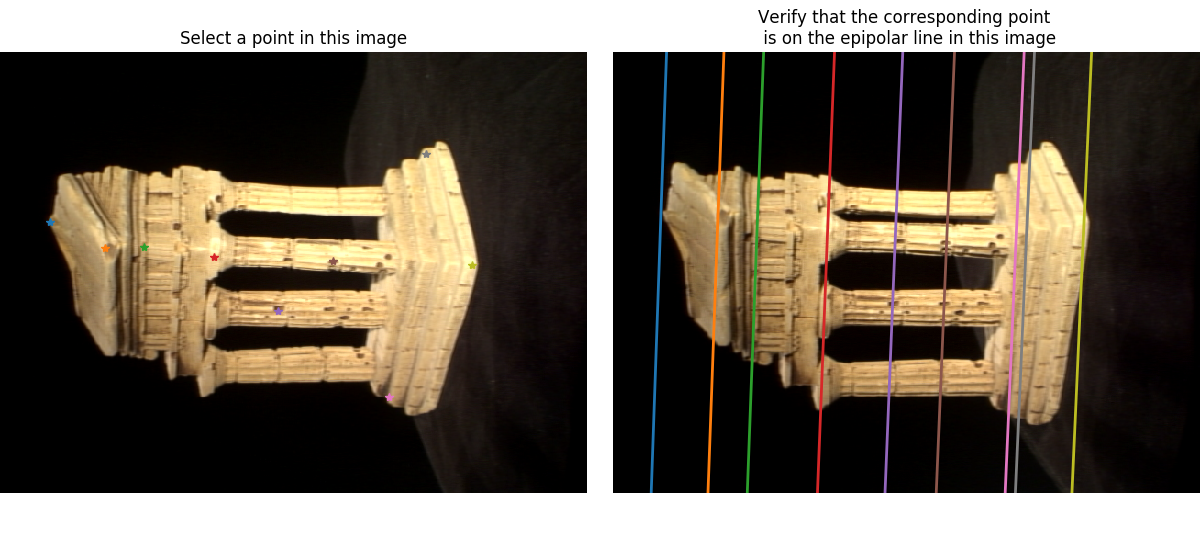 Select a point in this image
Verify that the corresponding point
is on the epipolar line in this image